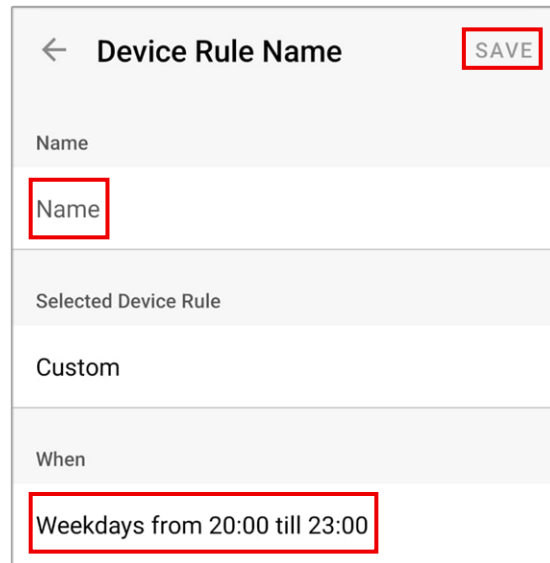 Device Rule Name SAVE
Name
Name
Selected Device Rule
Custom
When
Weekdays from 20:00 till 23:00